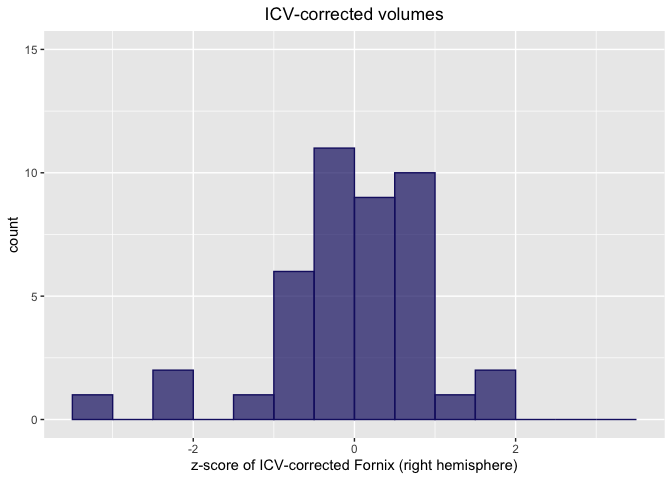 ICV-corrected volumes
15
10
5
0
count
-2
0
2
z-score of ICV-corrected Fornix (right hemisphere)